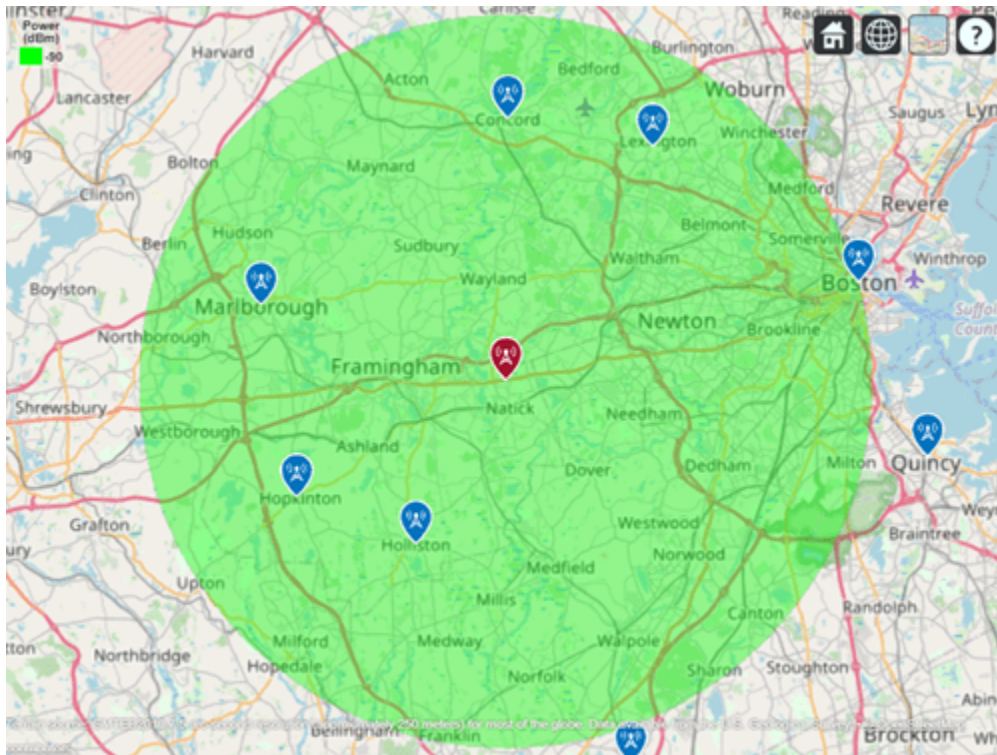 Carlisle
Power
(dBm)
-90
Reading
Burlington
Harvard
Bedford
Acton
Woburn
Lancaster
Concord
Saugus
Winchester
Lexington
Bolton
Maynard
Clinton
Medford
Revere
Belmont
Hudson
Somerville
Berlin
Sudbury
Waltham
Winthrop
Wayland
Boston
Boylston
Marlborough
Newton
Brookline
Northborough
Framingham
Shrewsbury
Natick
Needham
Westborough
Ashland
Milton
Quincy
Dedham
Dover
Hopkinton
Grafton
Westwood
Holliston
Braintree
Norwood
Medfield
Upton
Millis
Randolph
Canton
Milford
Medway
Walpole
Northbridge
Hopedale
Sharon
Stoughton
Norfolk
Bellingham
Franklin
Brockton